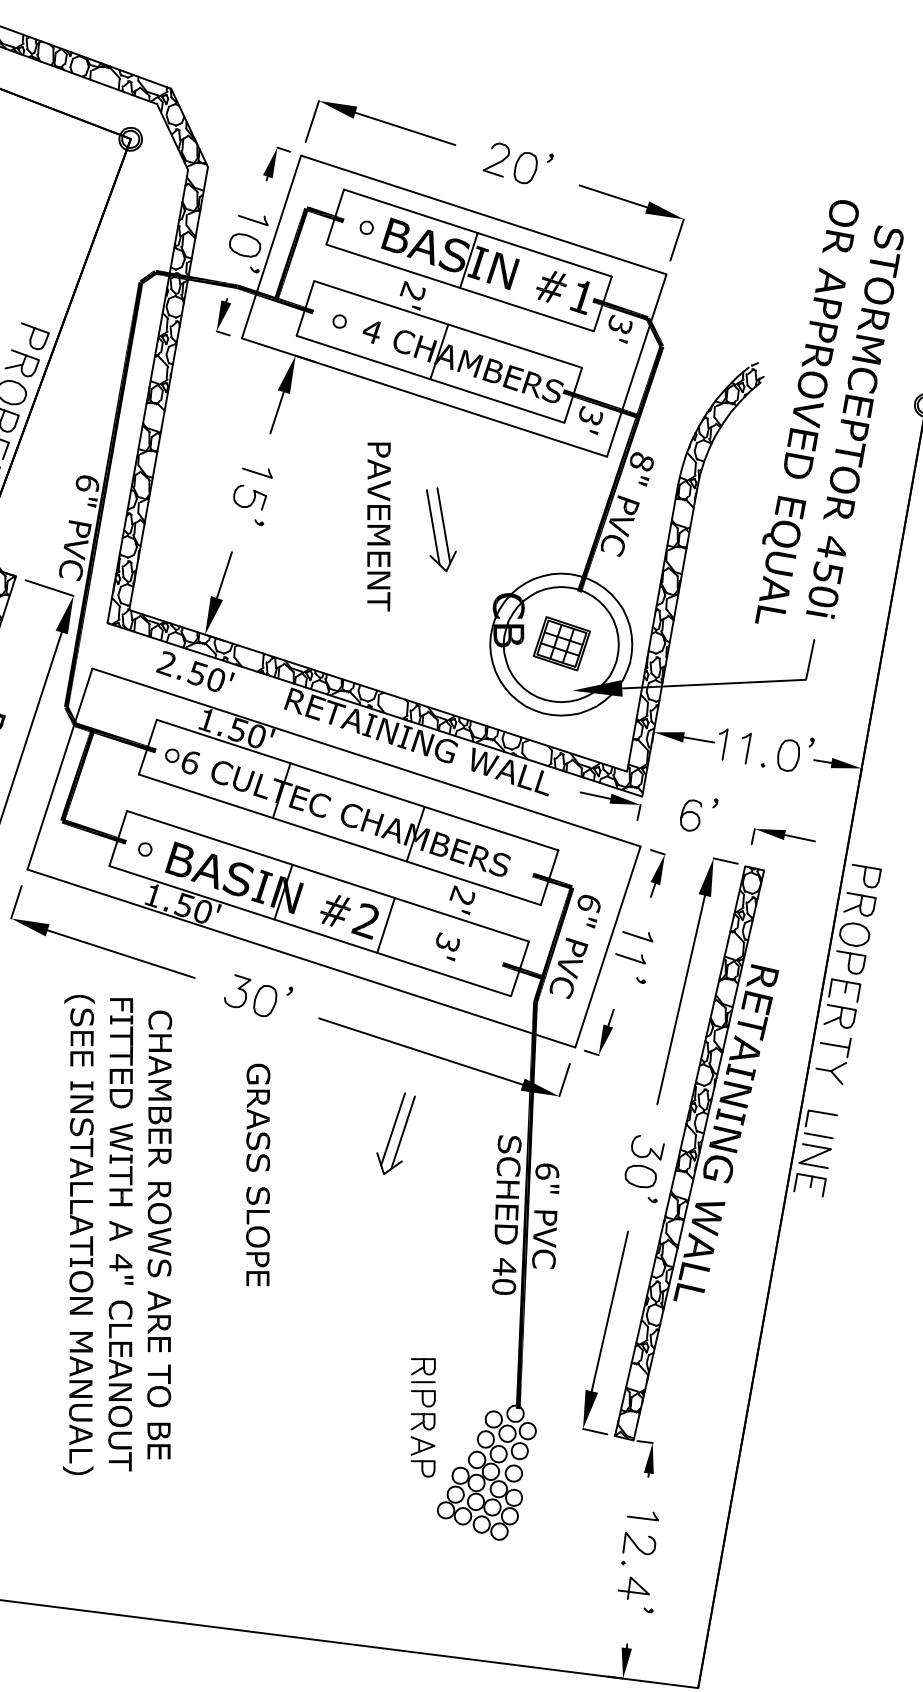 STORMCEPTOR 450i
OR APPROVED EQUAL
20'
10'
BASIN #1
2'
3'
4 CHAMBERS
3'
8" PVC
PAVEMENT
15'
6" PVC
CB
11.0'
6'
2.50'
RETAINING WALL
1.50'
6 CULTEC CHAMBERS
BASIN #2
2'
3'
1.50'
6" PVC
11'
30'
PROPERTY LINE
RETAINING WALL
30'
GRASS SLOPE
6" PVC
SCHED 40
CHAMBER ROWS ARE TO BE
FITTED WITH A 4" CLEANOUT
(SEE INSTALLATION MANUAL)
RIPRAP
12.4'